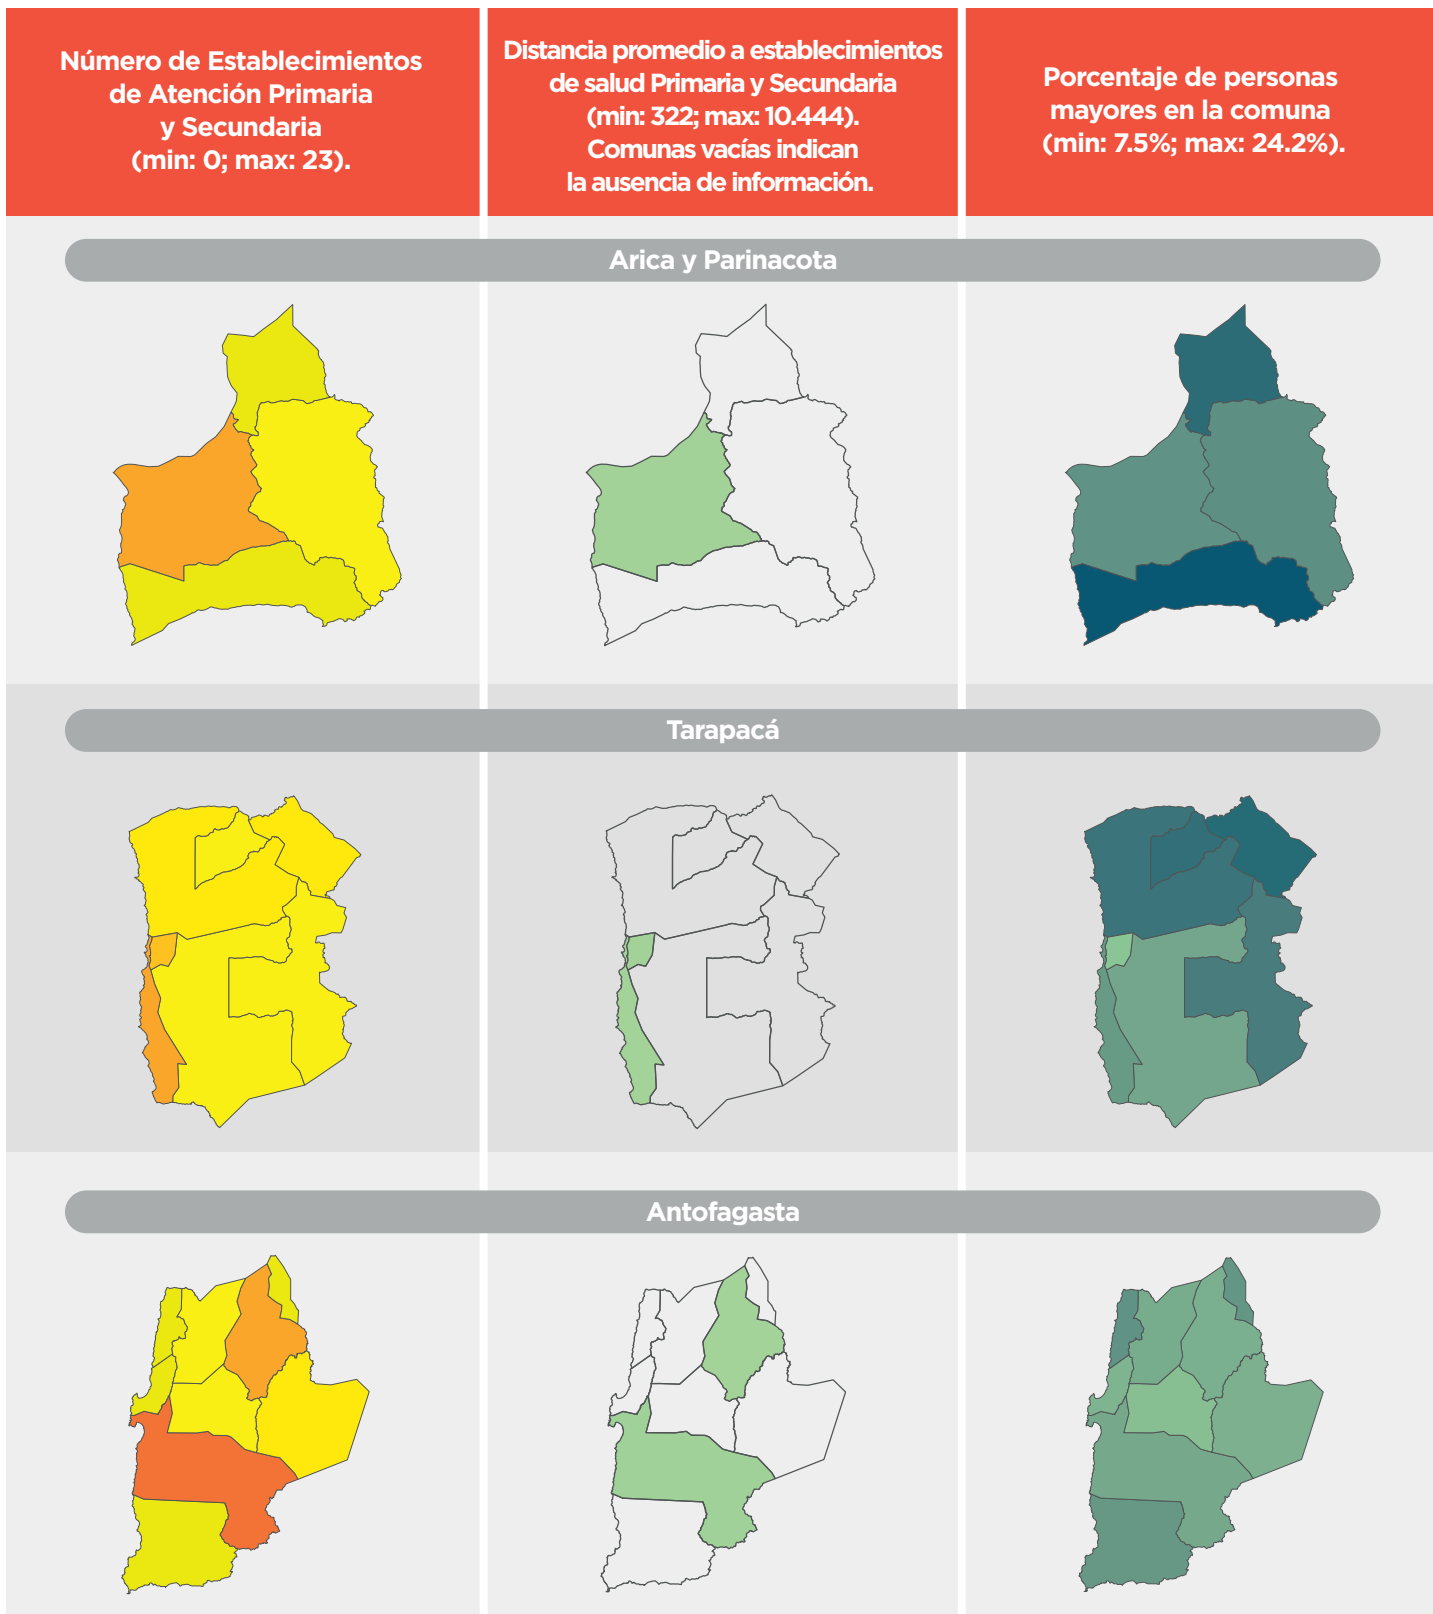 Número de Establecimientos
de Atención Primaria
y Secundaria
(min: 0; max: 23).
Distancia promedio a establecimientos
de salud Primaria y Secundaria
(min: 322; max: 10.444).
Comunas vacías indican
la ausencia de información.
Porcentaje de personas
mayores en la comuna
(min: 7.5%; max: 24.2%).
Arica y Parinacota
Tarapacá
Antofagasta